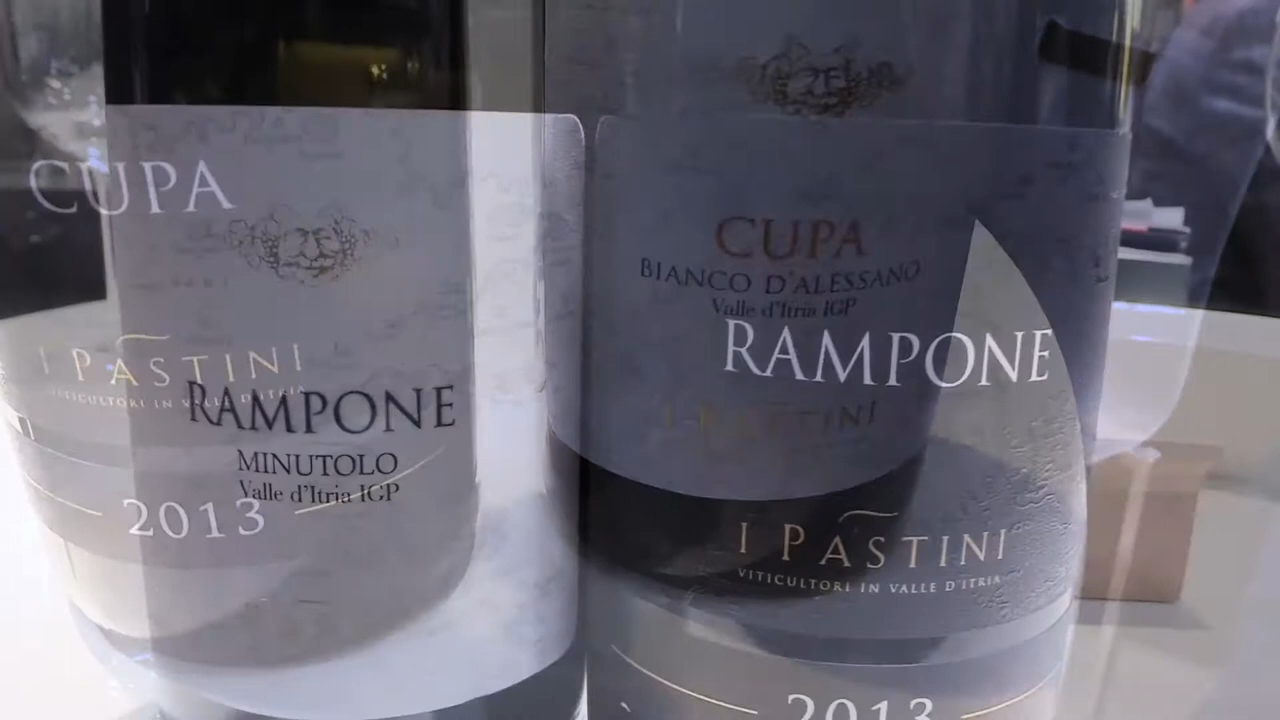 CUPA
I PASTINI
VITICULTORI IN VALLE D'ITRIA
2013
RAMPONE
MINUTOLO
Valle d'Itria IGP
CUPA
BIANCO D'ALESSANO
Valle d'Itria IGP
I PASTINI
RAMPONE
I PASTINI
VITICULTORI IN VALLE D'ITRIA
2013